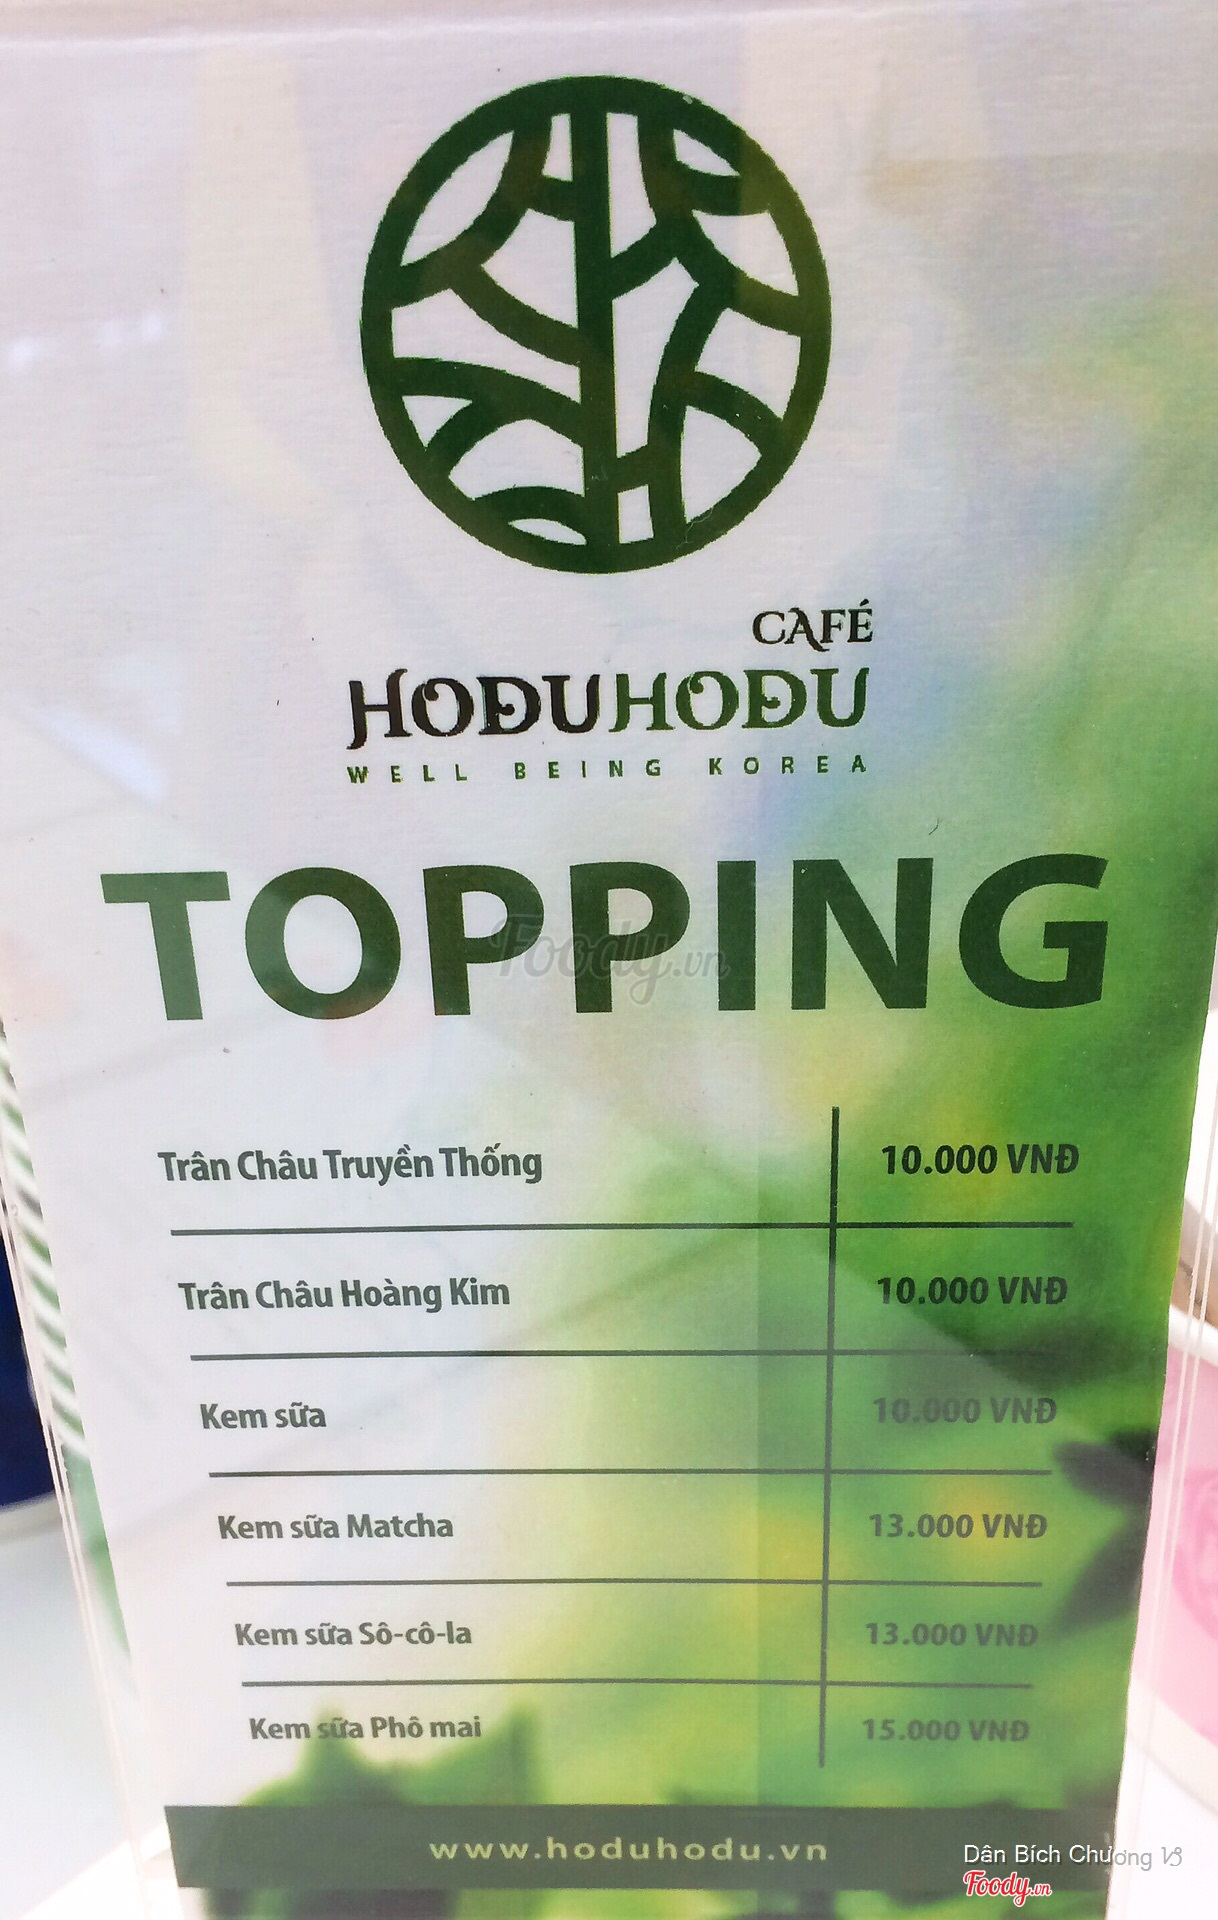 CAFÉ
HOĐUHOĐU
WELL BEING KOREA
TOPPING
Foody.vn
Trân Châu Truyền Thống 10.000 VNĐ
Trân Châu Hoàng Kim 10.000 VNĐ
Kem sữa 10.000 VNĐ
Kem sữa Matcha 13.000 VNĐ
Kem sữa Sô-cô-la 13.000 VNĐ
Kem sữa Phô mai 15.000 VNĐ
www.hoduhodu.vn
Dân Bích Chương
Foody.vn